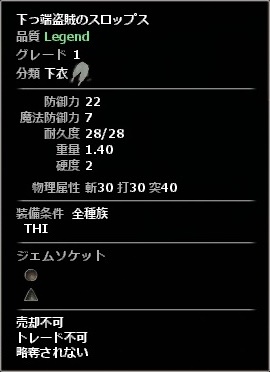 下っ端盗賊のスロップス
品質 Legend
グレード 1
分類 下衣
防御力 22
魔法防御力 7
耐久度 28/28
重量 1.40
硬度 2
物理属性 斬30 打30 突40
装備条件 全種族
THI
ジェムソケット
売却不可
トレード不可
略奪されない